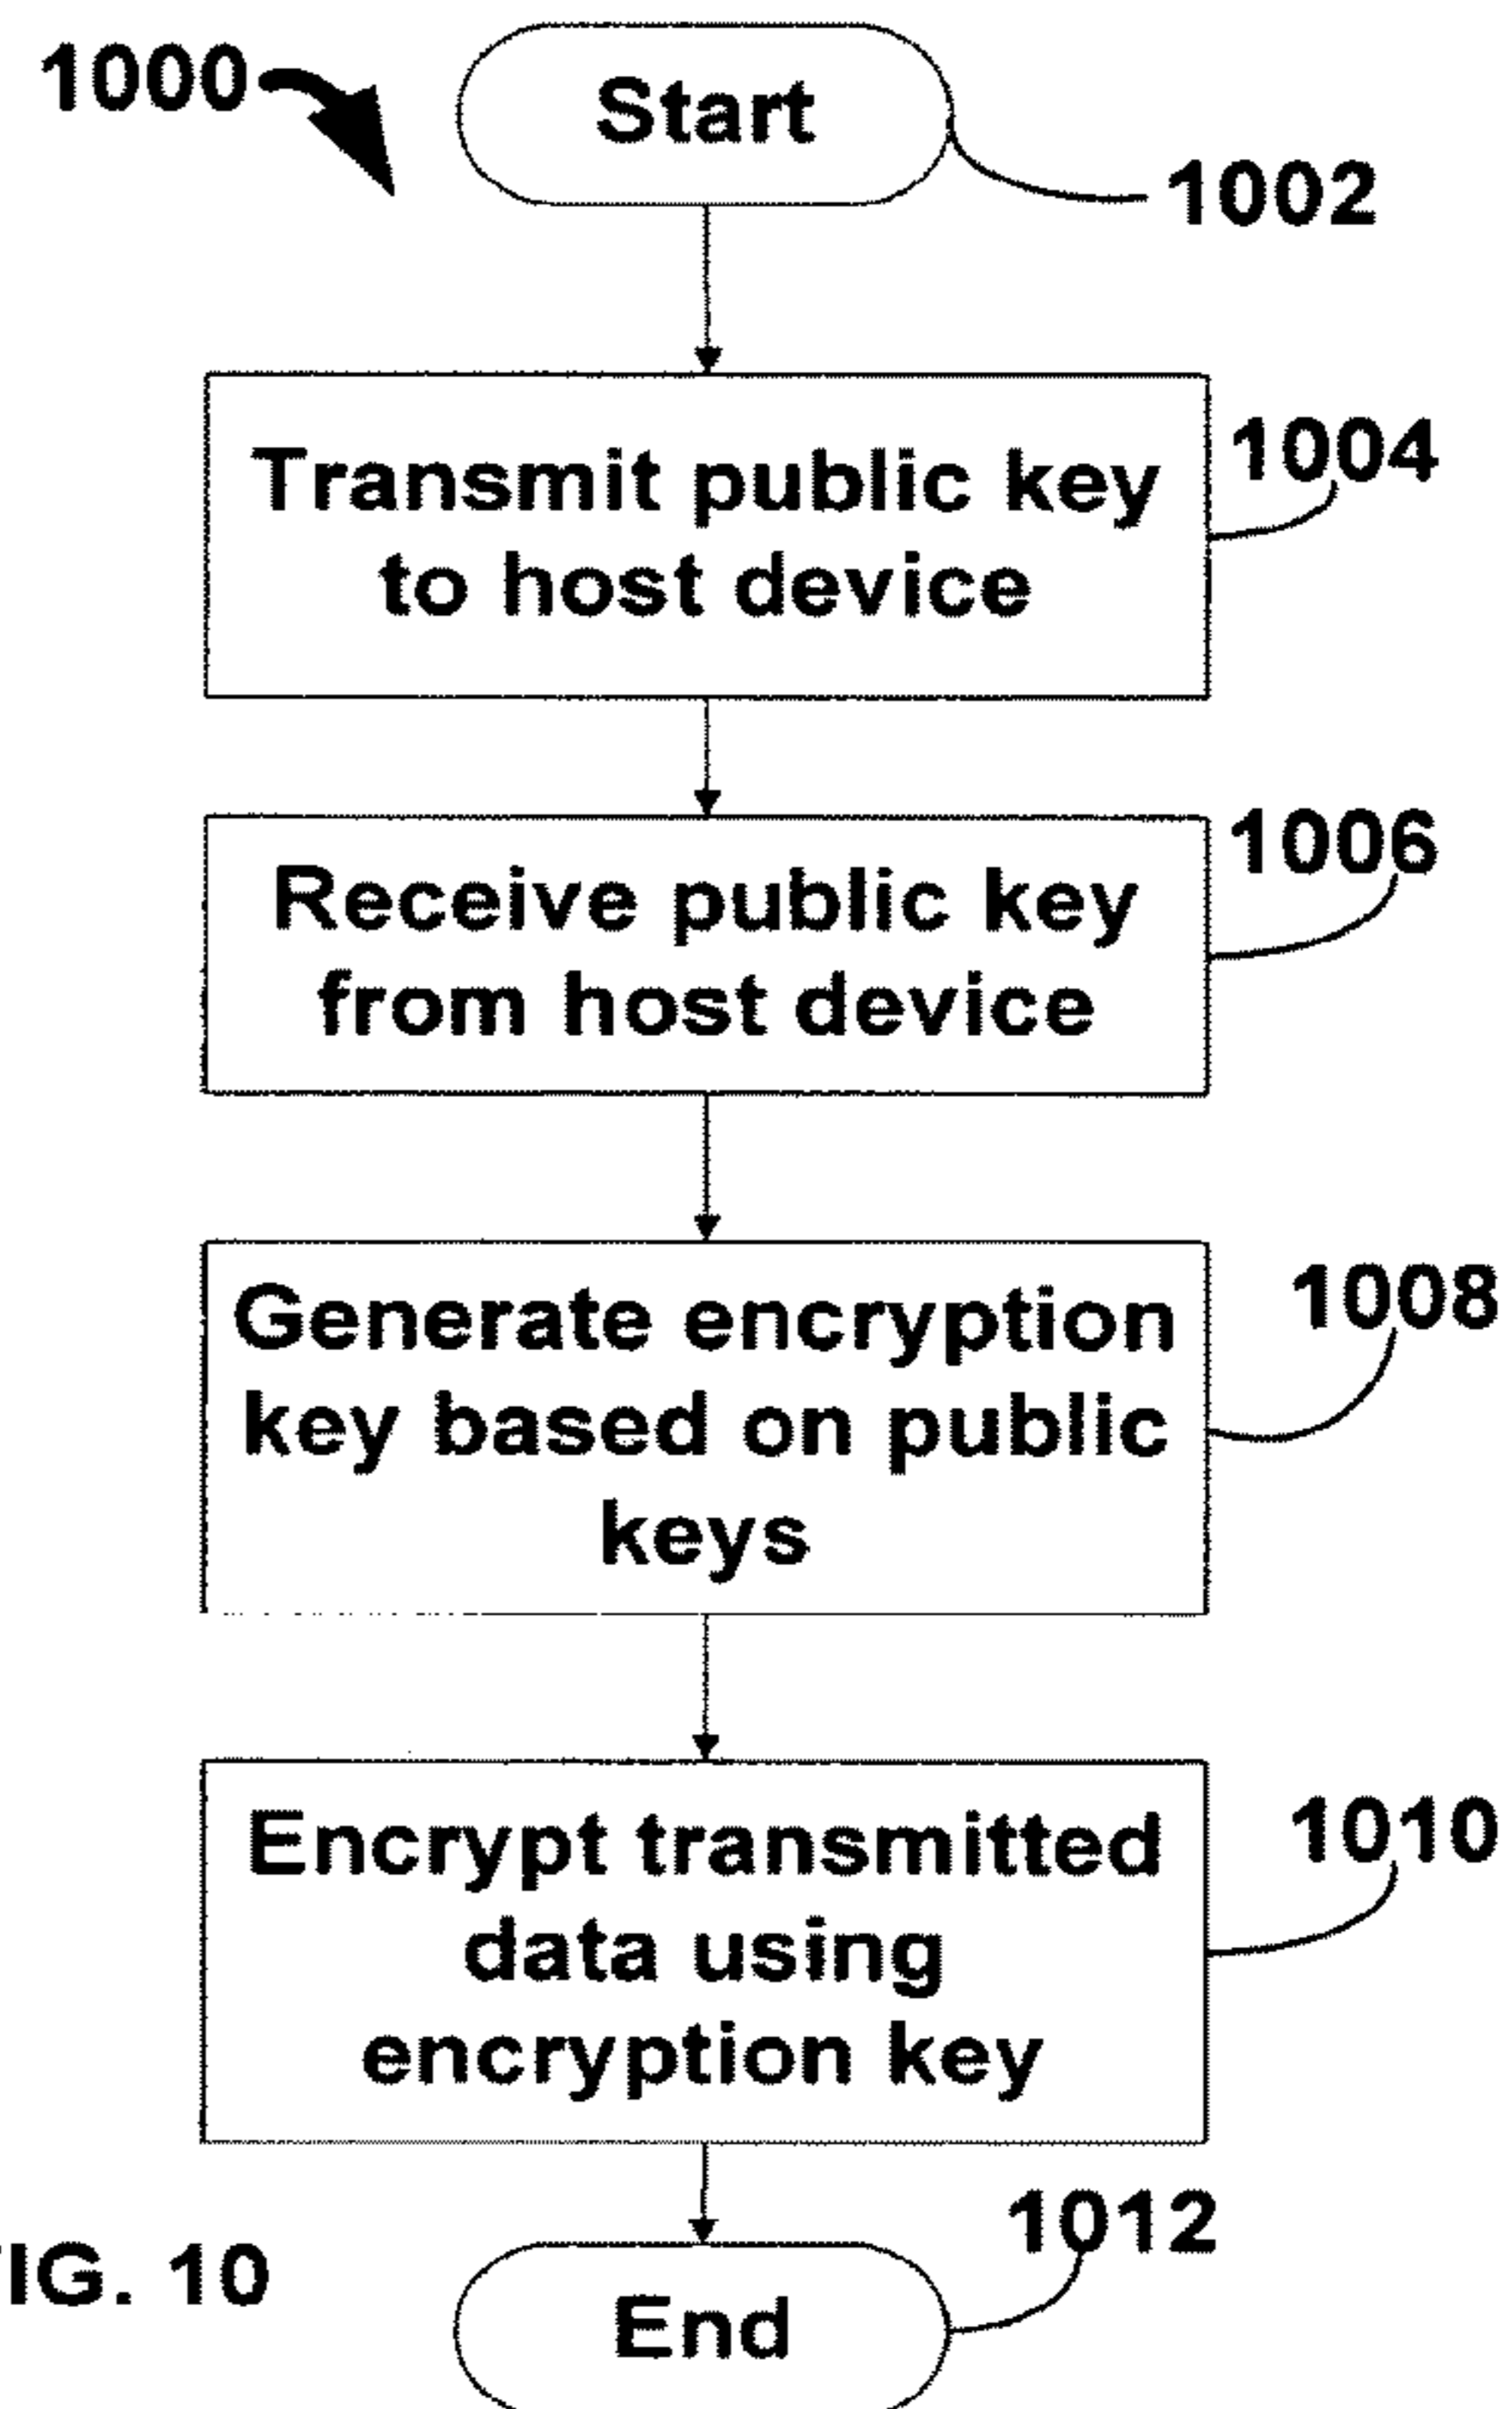 1000
Start
1002
Transmit public key
to host device
1004
Receive public key
from host device
1006
Generate encryption
key based on public
keys
1008
Encrypt transmitted
data using
encryption key
1010
End
1012
IG. 10